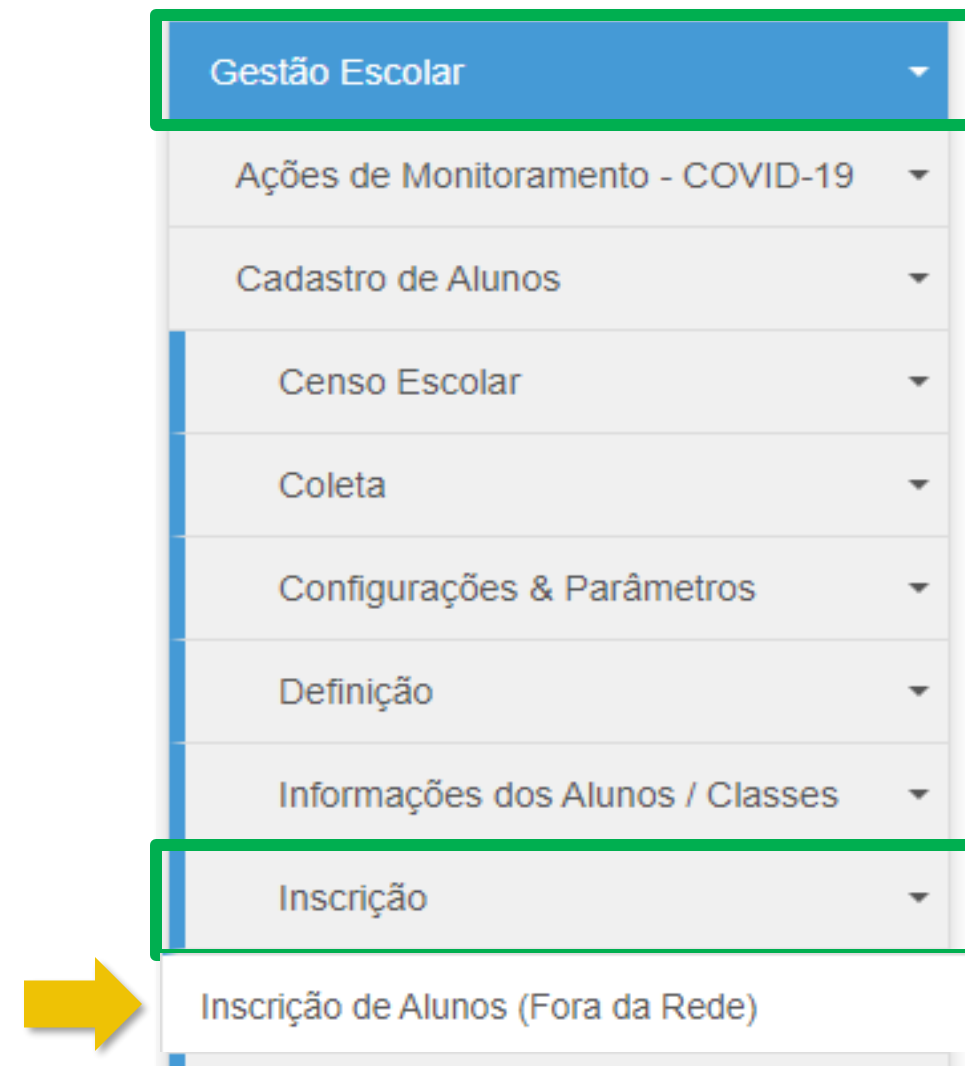 Gestão Escolar
Ações de Monitoramento - COVID-19
Cadastro de Alunos
Censo Escolar
Coleta
Configurações & Parâmetros
Definição
Informações dos Alunos / Classes
Inscrição
Inscrição de Alunos (Fora da Rede)